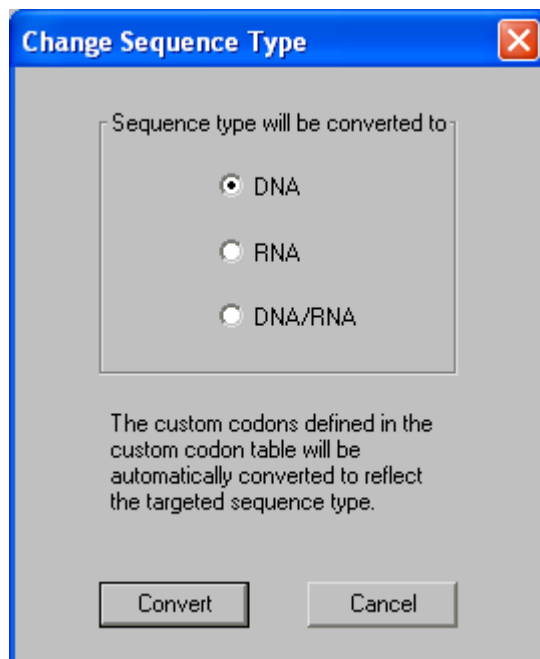 Change Sequence Type
Sequence type will be converted to
DNA
RNA
DNA/RNA
The custom codons defined in the
custom codon table will be
automatically converted to reflect
the targeted sequence type.
Convert
Cancel